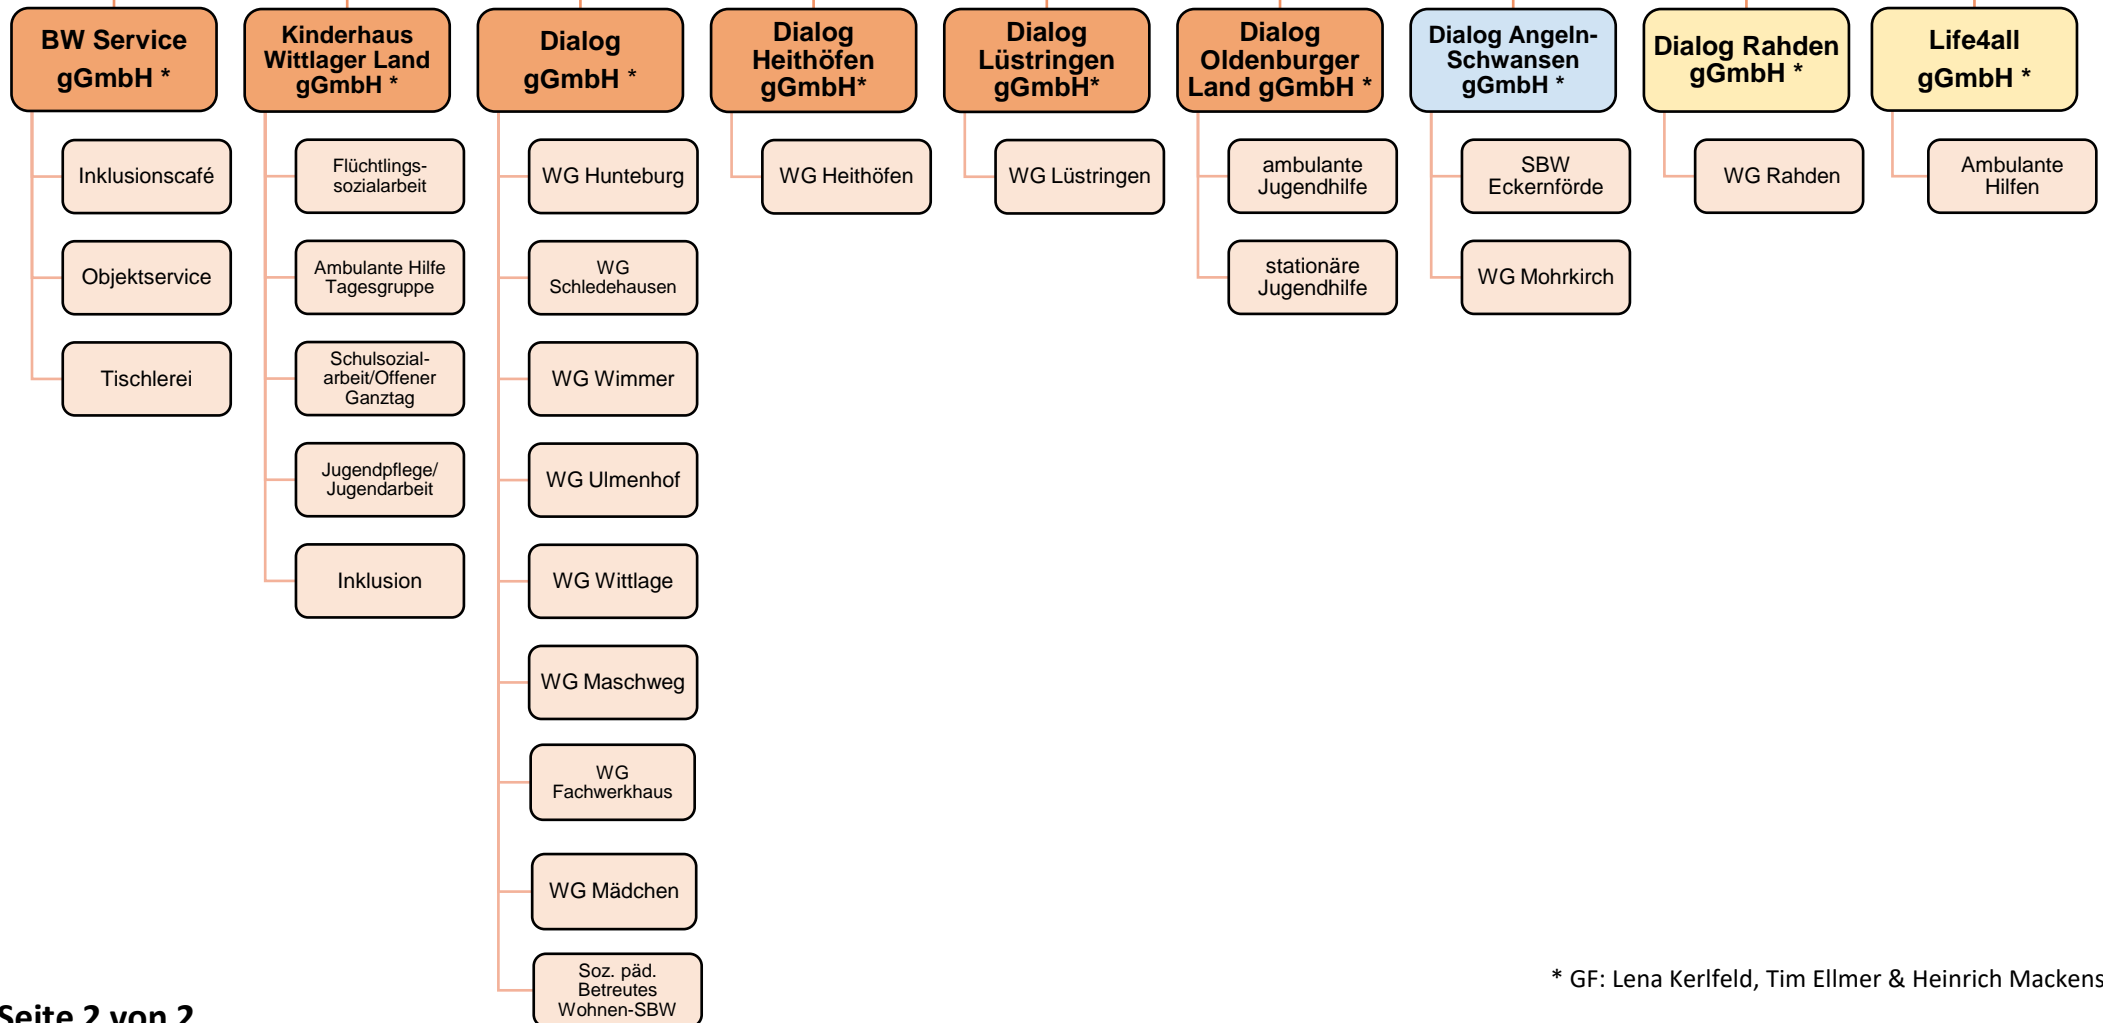 BW Service
gGmbH *
Inklusionscafé
Objektservice
Tischlerei
Kinderhaus
Wittlager Land
gGmbH *
Flüchtlings-
sozialarbeit
Ambulante Hilfe
Tagesgruppe
Schulsozial-
arbeit/Offener
Ganztag
Jugendpflege/
Jugendarbeit
Inklusion
Dialog
gGmbH *
WG Hunteburg
WG
Schledehausen
WG Wimmer
WG Ulmenhof
WG Wittlage
WG Maschweg
WG
Fachwerkhaus
WG Mädchen
Soz. päd.
Betreutes
Wohnen-SBW
Dialog
Heithöfen
gGmbH*
WG Heithöfen
Dialog
Lüstringen
gGmbH*
WG Lüstringen
Dialog
Oldenburger
Land gGmbH *
ambulante
Jugendhilfe
stationäre
Jugendhilfe
Dialog Angeln-
Schwansen
gGmbH *
SBW
Eckernförde
WG Mohrkirch
Dialog Rahden
gGmbH *
WG Rahden
Life4all
gGmbH *
Ambulante
Hilfen
* GF: Lena Kerlfeld, Tim Ellmer & Heinrich Mackens
Seite 2 von 2